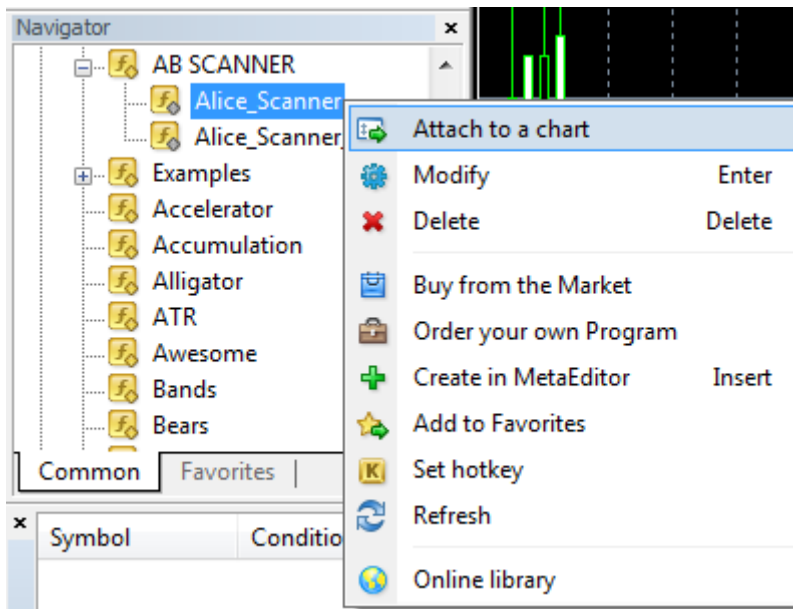 Navigator
AB SCANNER
Alice_Scanner
Alice_Scanner_
Examples
Accelerator
Accumulation
Alligator
ATR
Awesome
Bands
Bears
Common Favorites
Symbol Conditio
Attach to a chart
Modify Enter
Delete Delete
Buy from the Market
Order your own Program
Create in MetaEditor Insert
Add to Favorites
K Set hotkey
Refresh
Online library